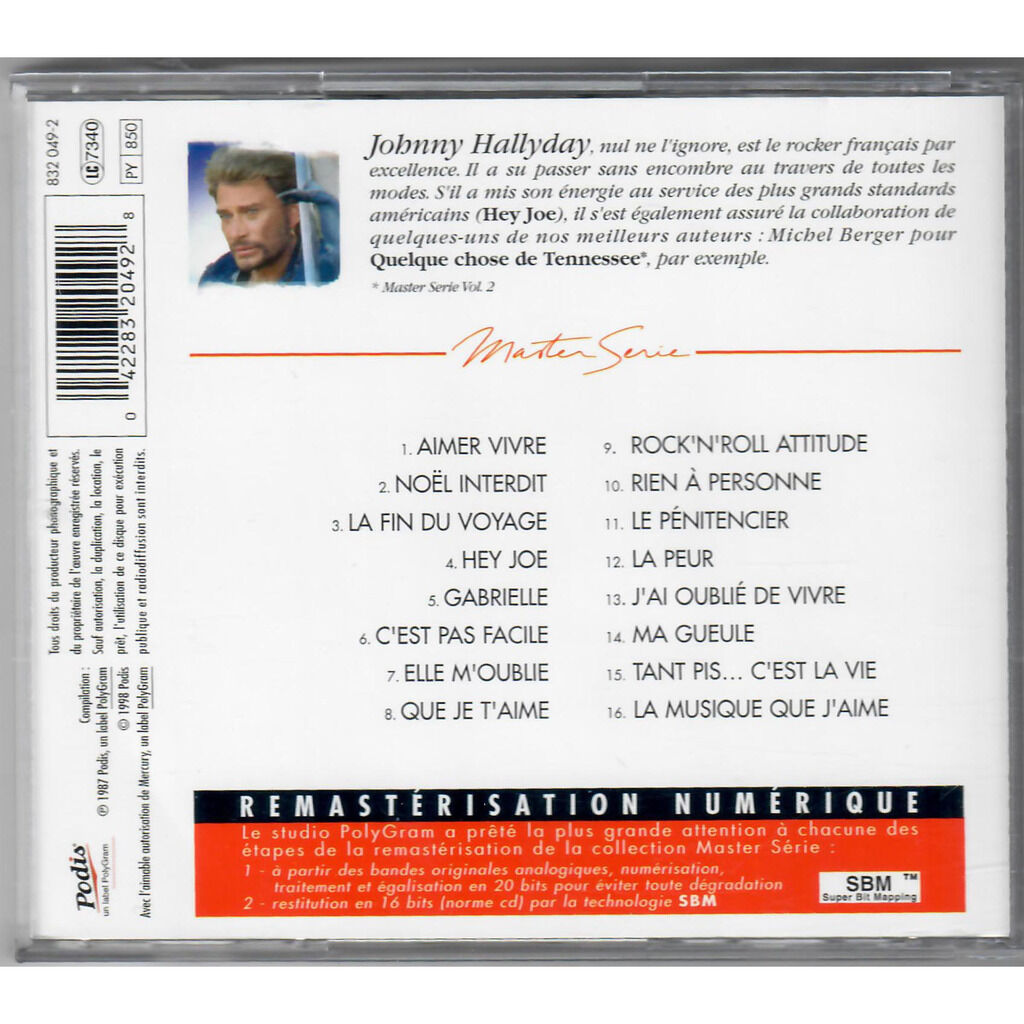 Johnny Hallyday, nul ne l'ignore, est le rocker français par
excellence. Il a su passer sans encombre au travers de toutes les
modes. S'il a mis son énergie au service des plus grands standards
américains (Hey Joe), il s'est également assuré la collaboration de
quelques-uns de nos meilleurs auteurs : Michel Berger pour
Quelque chose de Tennessee*, par exemple.
* Master Serie Vol. 2
Master Serie
1. AIMER VIVRE
2. NOËL INTERDIT
3. LA FIN DU VOYAGE
4. HEY JOE
5. GABRIELLE
6. C'EST PAS FACILE
7. ELLE M'OUBLIE
8. QUE JE T'AIME
9. ROCK'N'ROLL ATTITUDE
10. RIEN À PERSONNE
11. LE PÉNITENCIER
12. LA PEUR
13. J'AI OUBLIÉ DE VIVRE
14. MA GUEULE
15. TANT PIS... C'EST LA VIE
16. LA MUSIQUE QUE J'AIME
REMASTÉRISATION NUMÉRIQUE
Le studio PolyGram a prêté la plus grande attention à chacune des
étapes de la remastérisation de la collection Master Série :
1 - à partir des bandes originales analogiques, numérisation,
traitement et égalisation en 20 bits pour éviter toute dégradation
2 - restitution en 16 bits (norme cd) par la technologie SBM
SBM™
Super Bit Mapping
832 049-2
LC 7340
PY 850
0 42283 20492 8
Tous droits du producteur phonographique et
du propriétaire de l'œuvre enregistrée réservés.
Sauf autorisation, la duplication, la location, le
prêt, l'utilisation de ce disque pour exécution
publique et radiodiffusion sont interdits.
Compilation :
℗ 1987 Podis, un label PolyGram
© 1998 Podis
Avec l'aimable autorisation de Mercury, un label PolyGram
Podis
un label PolyGram